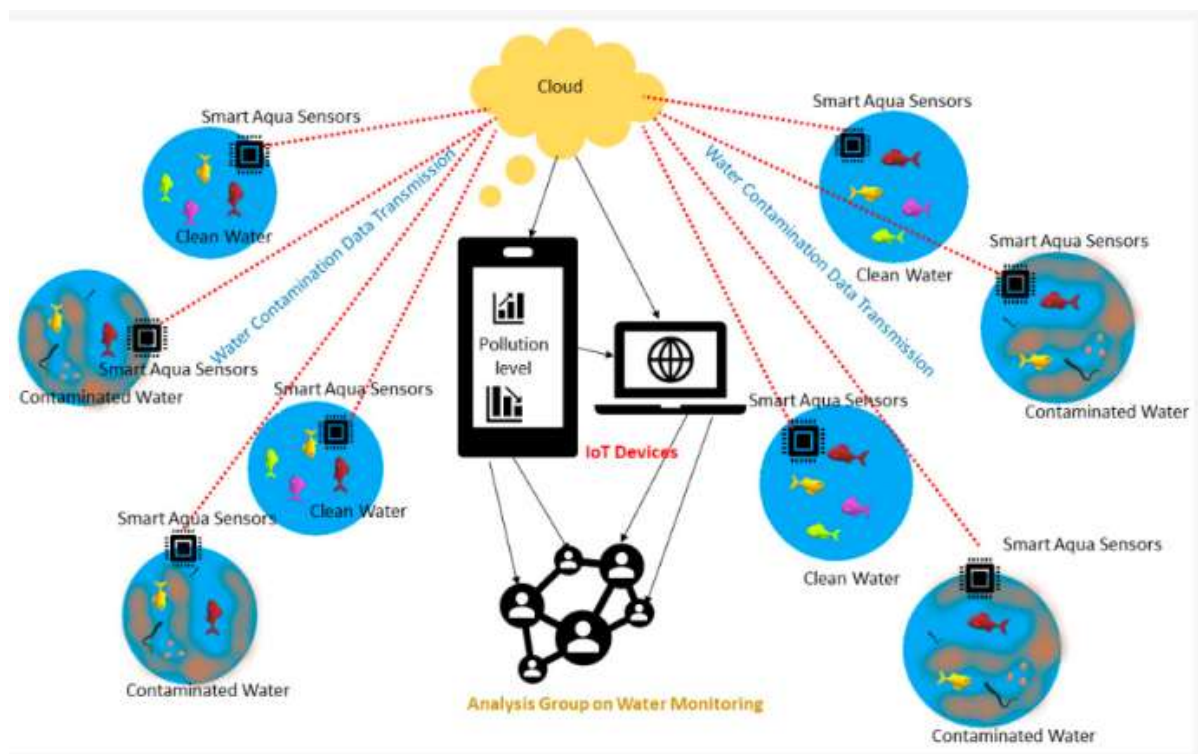 Cloud
Smart Aqua Sensors
Smart Aqua Sensors
Clean Water
Water Contamination Data Transmission
Water Contamination Data Transmission
Clean Water
Smart Aqua Sensors
Pollution
level
Smart Aqua Sensors
Contaminated Water
Smart Aqua Sensors
Smart Aqua Sensors
Contaminated Water
IoT Devices
Clean Water
Smart Aqua Sensors
Smart Aqua Sensors
Clean Water
Contaminated Water
Analysis Group on Water Monitoring
Contaminated Water